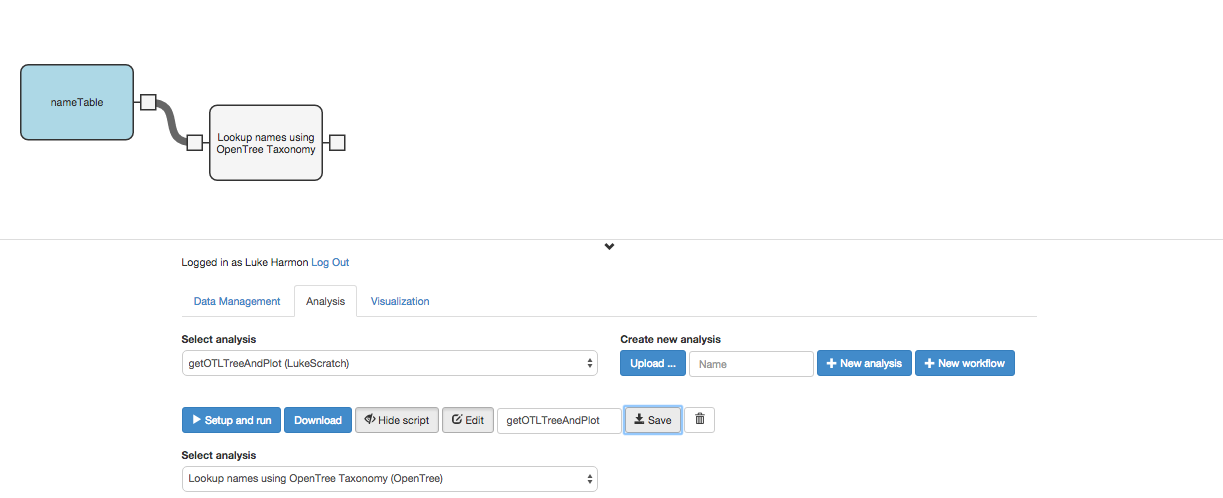 nameTable
Lookup names using
OpenTree Taxonomy
Logged in as Luke Harmon Log Out
Data Management Analysis Visualization
Select analysis
getOTLTreeAndPlot (LukeScratch)
Create new analysis
Upload ... Name New analysis New workflow
Setup and run Download Hide script Edit getOTLTreeAndPlot Save
Select analysis
Lookup names using OpenTree Taxonomy (OpenTree)